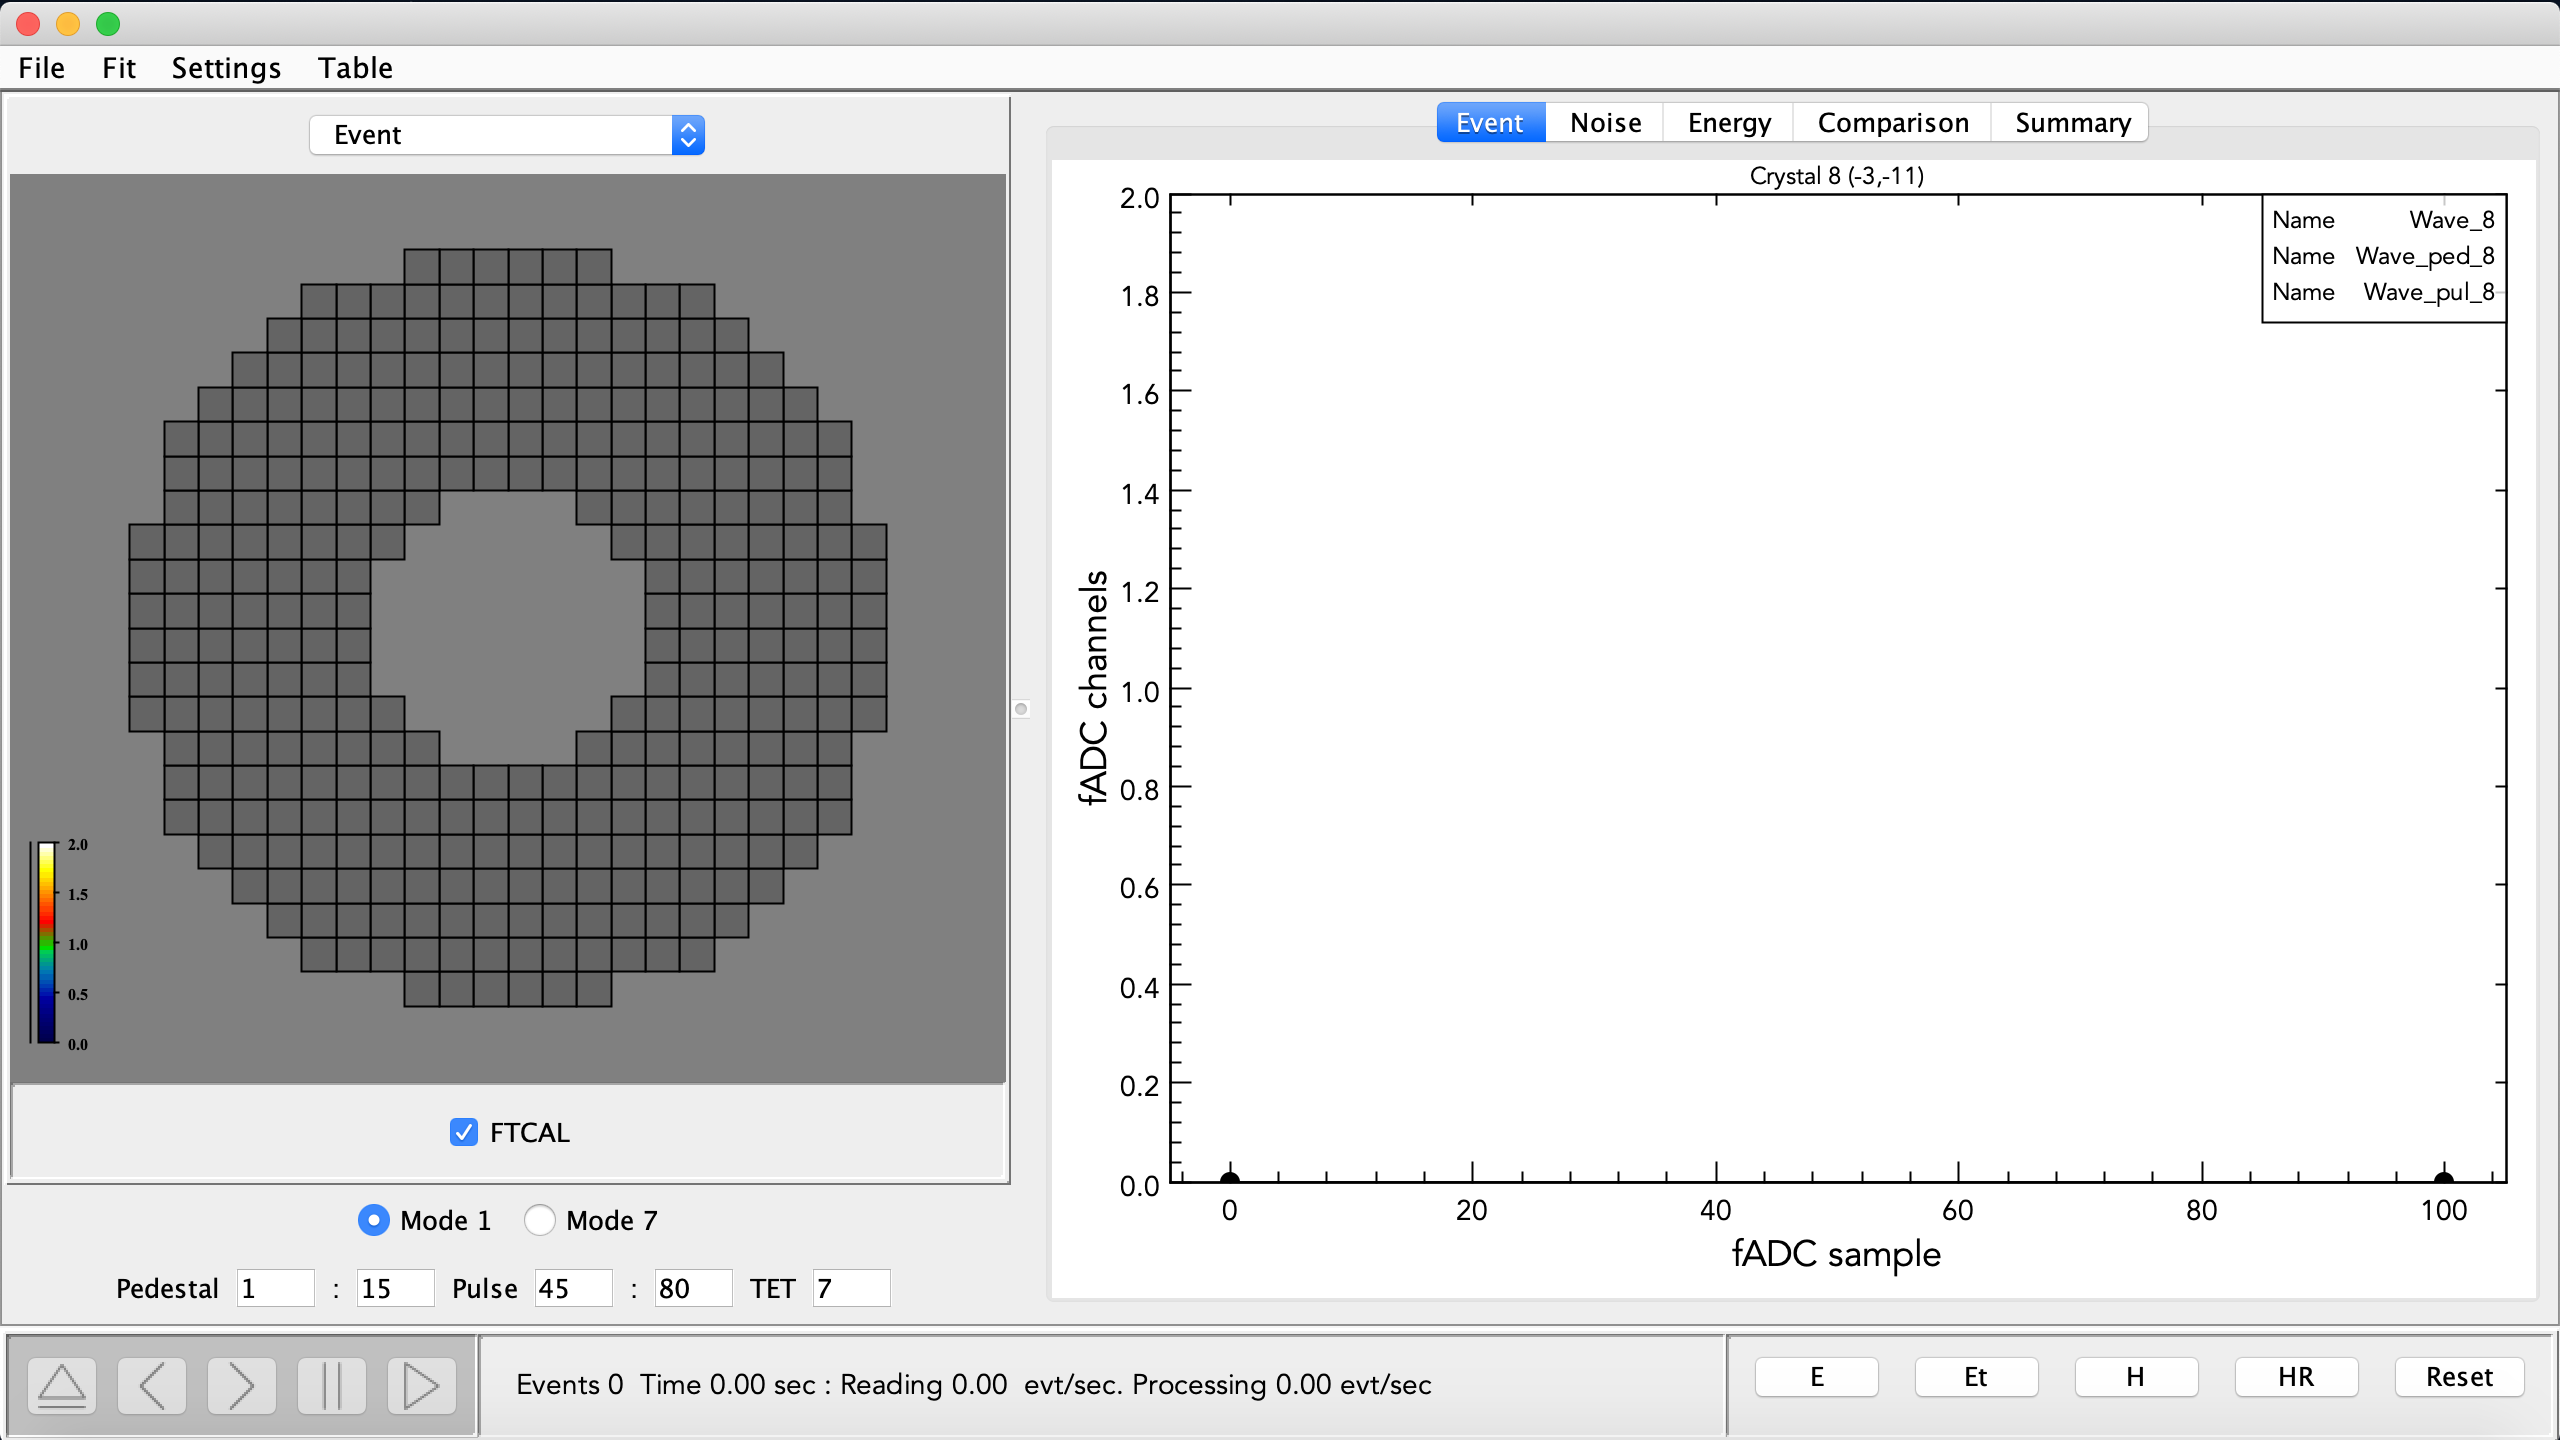 File Fit Settings Table
Event
2.0
1.5
1.0
0.5
0.0
FTCAL
Mode 1 Mode 7
Pedestal 1 : 15 Pulse 45 : 80 TET 7
Event Noise Energy Comparison Summary
Crystal 8 (-3,-11)
Name Wave_8
Name Wave_ped_8
Name Wave_pul_8
fADC channels
2.0
1.8
1.6
1.4
1.2
1.0
0.8
0.6
0.4
0.2
0.0
0 20 40 60 80 100
fADC sample
Events 0 Time 0.00 sec : Reading 0.00 evt/sec. Processing 0.00 evt/sec
E Et H HR Reset